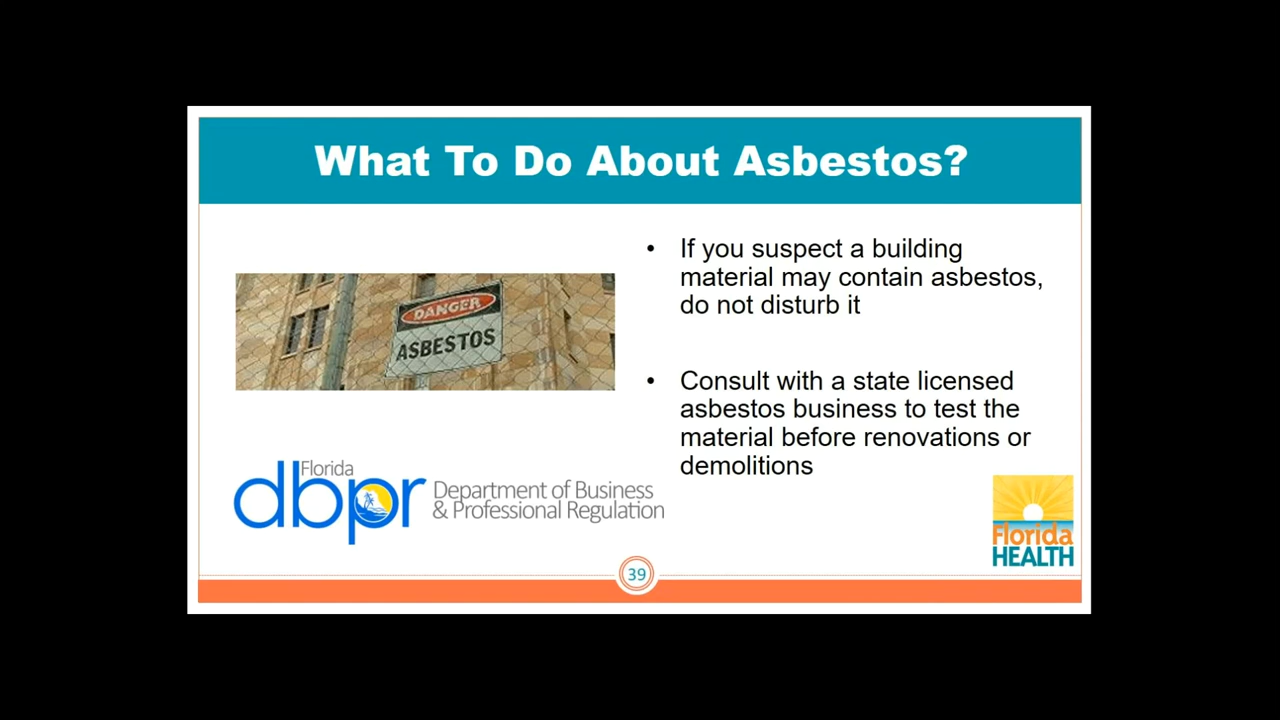 What To Do About Asbestos?
DANGER
ASBESTOS
• If you suspect a building
material may contain asbestos,
do not disturb it
• Consult with a state licensed
asbestos business to test the
material before renovations or
demolitions
Florida
dbpr
Department of Business
& Professional Regulation
Florida
HEALTH
39